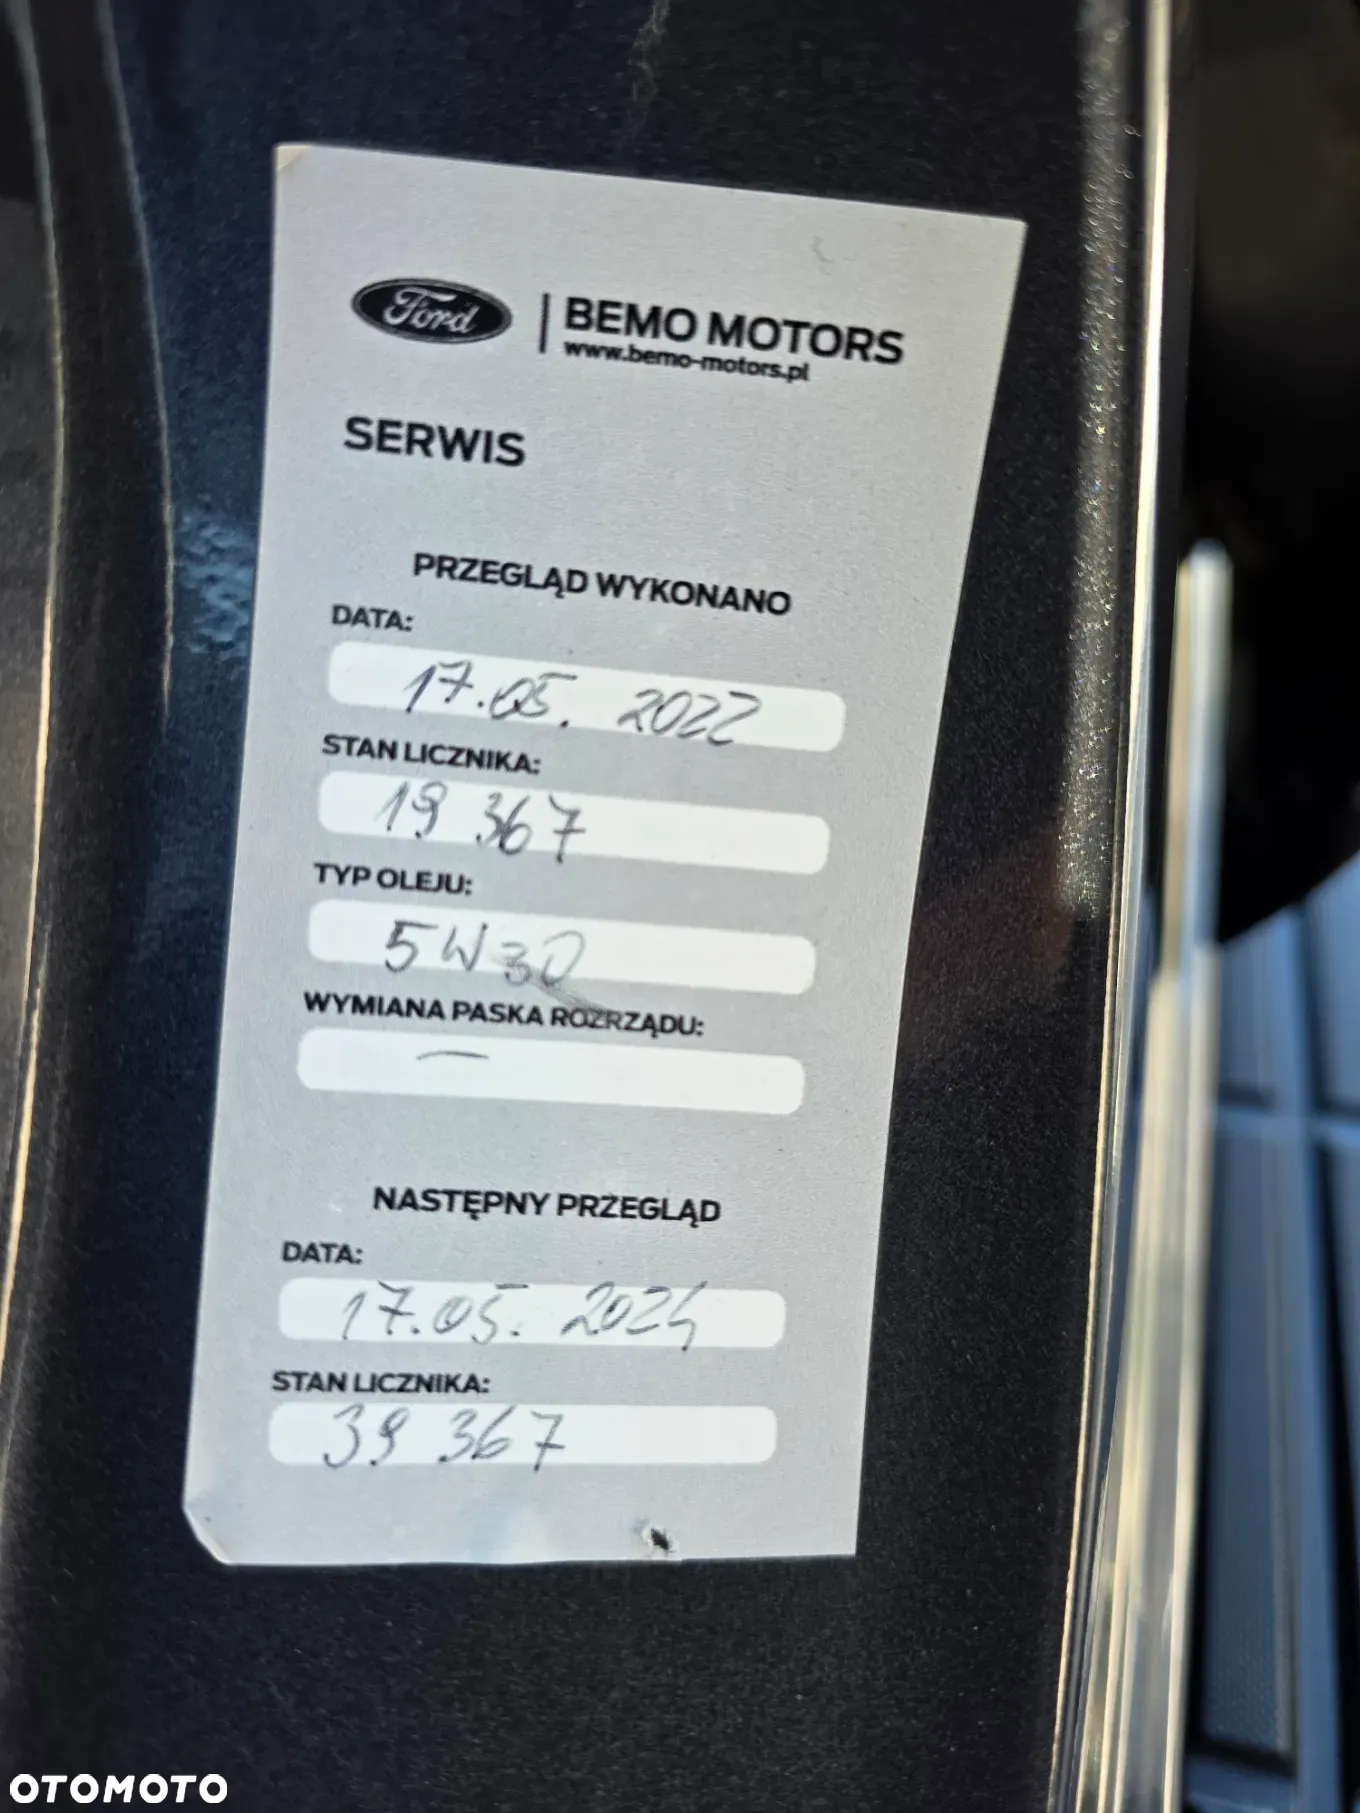 Ford | BEMO MOTORS
www.bemo-motors.pl
SERWIS
PRZEGLĄD WYKONANO
DATA:
17.05. 2022
STAN LICZNIKA:
19 367
TYP OLEJU:
5W30
WYMIANA PASKA ROZRZĄDU:
—
NASTĘPNY PRZEGLĄD
DATA:
17.05. 2024
STAN LICZNIKA:
39 367
OTOMOTO